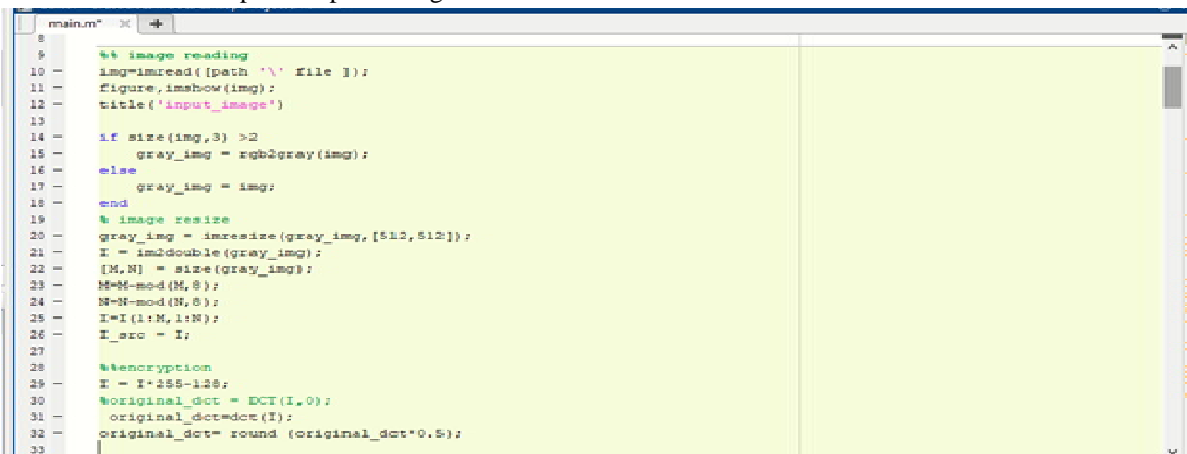 main.m*
8
9 %% image reading
10 — img=imread([path '\' file ]);
11 — figure,imshow(img);
12 — title('input_image')
13
14 — if size(img,3) >2
15 — gray_img = rgb2gray(img);
16 — else
17 — gray_img = img;
18 — end
19 % image resize
20 — gray_img = imresize(gray_img,[512,512]);
21 — I = im2double(gray_img);
22 — [M,N] = size(gray_img);
23 — M=M-mod(M,8);
24 — N=N-mod(N,8);
25 — I=I(1:M,1:N);
26 — I_src = I;
27
28 %%encryption
29 — I = I*255-128;
30 %original_dct = DCT(I,0);
31 — original_dct=dct(I);
32 — original_dct= round (original_dct*0.5);
33